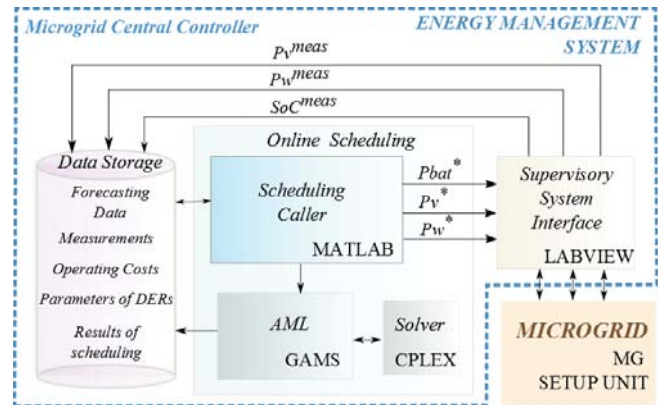 Microgrid Central Controller
ENERGY MANAGEMENT
SYSTEM
Pv^meas
Pw^meas
SoC^meas
Online Scheduling
Data Storage
Forecasting
Data
Measurements
Operating Costs
Parameters of DERs
Results of
scheduling
Scheduling
Caller
MATLAB
Pbat*
Pv*
Pw*
Supervisory
System
Interface
LABVIEW
AML
GAMS
Solver
CPLEX
MICROGRID
MG
SETUP UNIT